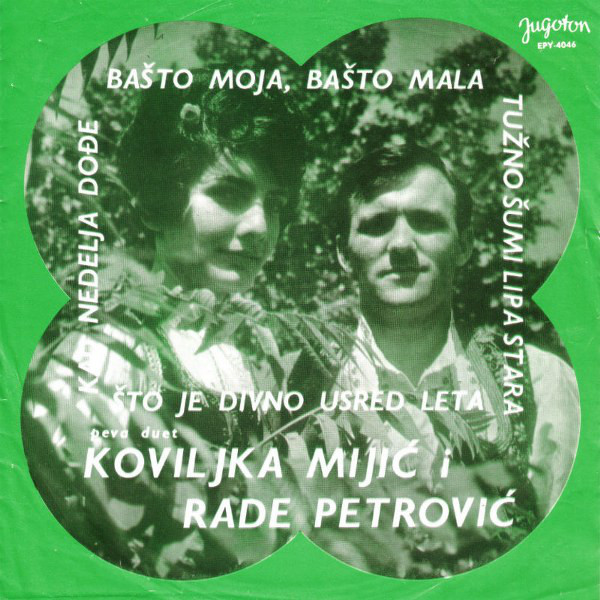 Jugoton
EPY-4046
BAŠTO MOJA, BAŠTO MALA
TUŽNO ŠUMI LIPA STARA
KAT NEDELJA DOĐE
ŠTO JE DIVNO USRED LETA
peva duet
KOVILJKA MIJIĆ i
RADE PETROVIĆ